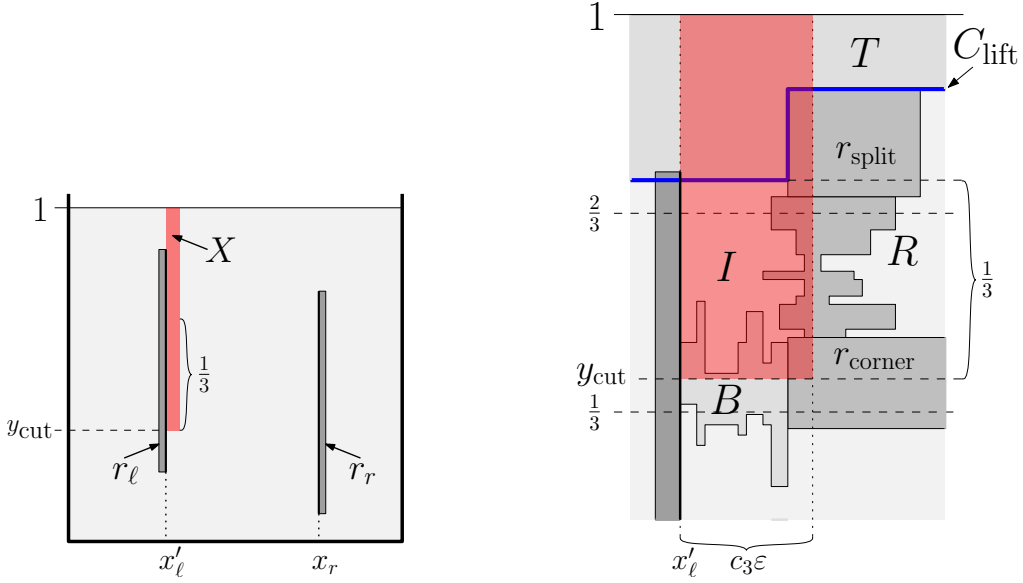 1
X
1/3
y_cut
r_ℓ
r_r
x'_ℓ
x_r
1
T
C_lift
r_split
2/3
I
R
1/3
r_corner
y_cut
B
1/3
x'_ℓ
c_3ε